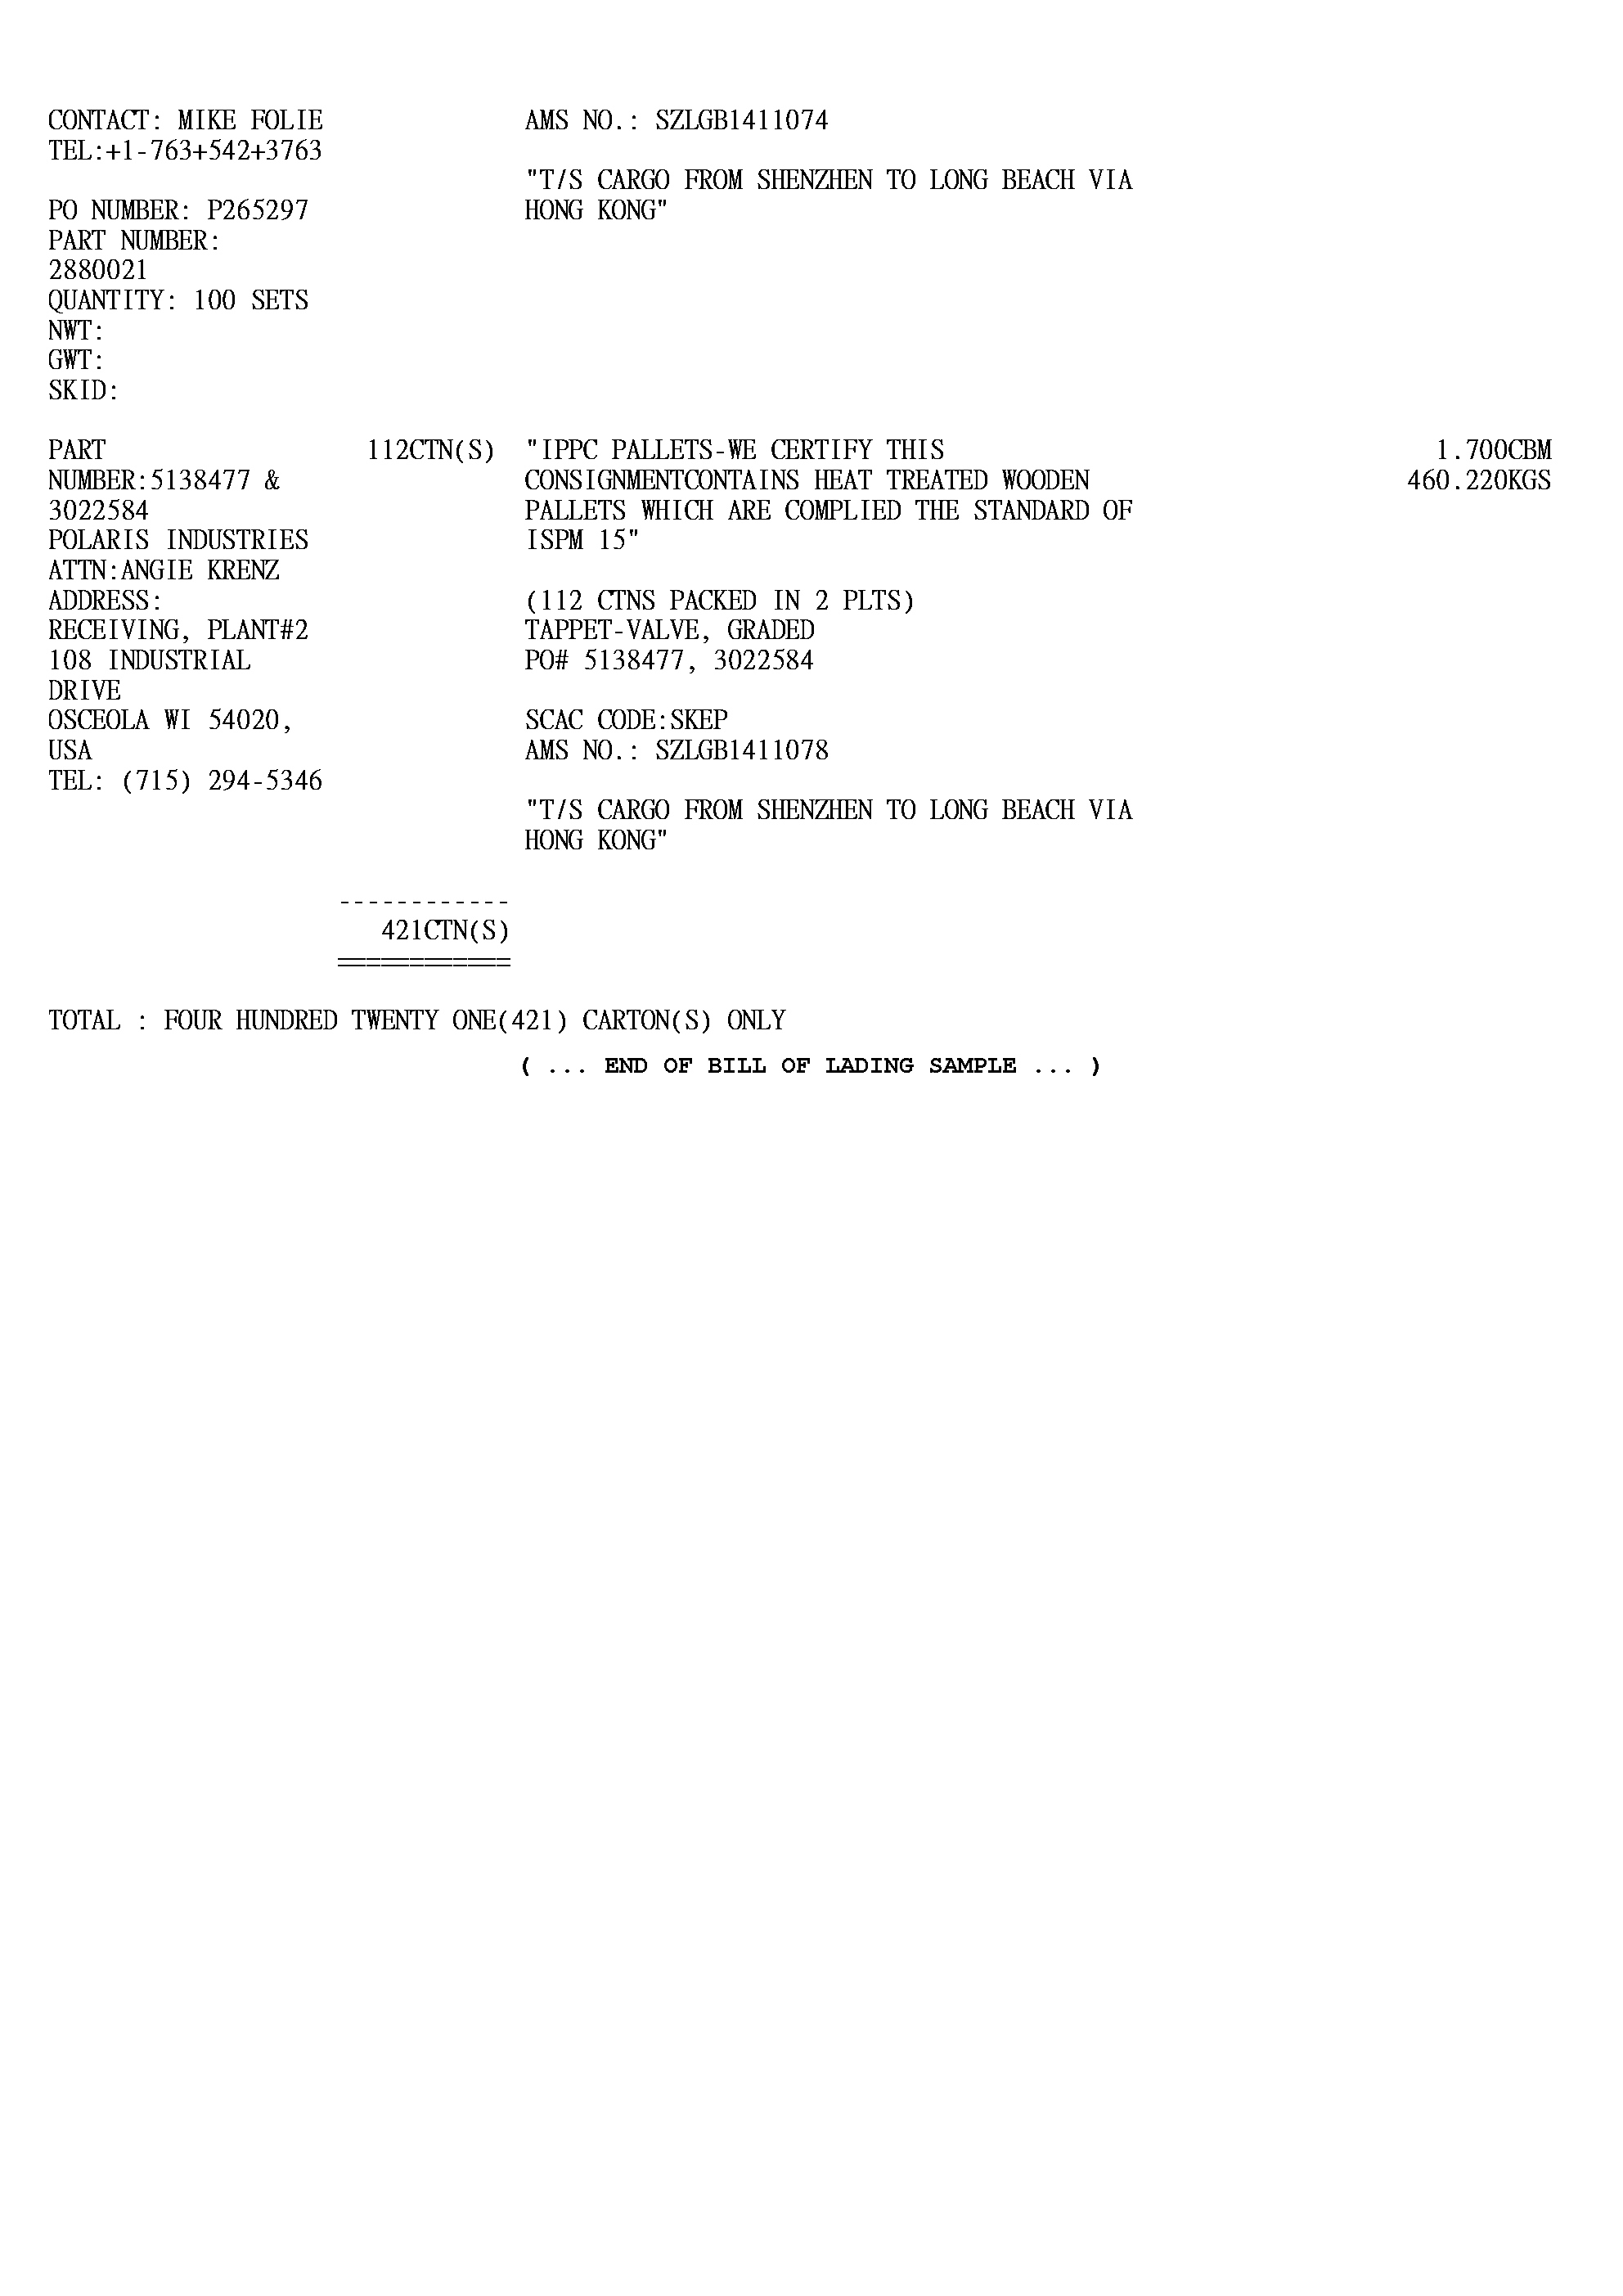 CONTACT: MIKE FOLIE
AMS NO.: SZLGB1411074
TEL:+1-763+542+3763
"T/S CARGO FROM SHENZHEN TO LONG BEACH VIA
PO NUMBER: P265297
HONG KONG"
PART NUMBER:
2880021
QUANTITY: 100 SETS
NWT:
GWT:
SKID:
PART 112CTN(S) "IPPC PALLETS-WE CERTIFY THIS 1.700CBM
NUMBER:5138477 & CONSIGNMENTCONTAINS HEAT TREATED WOODEN 460.220KGS
3022584 PALLETS WHICH ARE COMPLIED THE STANDARD OF
POLARIS INDUSTRIES ISPM 15"
ATTN:ANGIE KRENZ
ADDRESS: (112 CTNS PACKED IN 2 PLTS)
RECEIVING, PLANT#2 TAPPET-VALVE, GRADED
108 INDUSTRIAL PO# 5138477, 3022584
DRIVE
OSCEOLA WI 54020, SCAC CODE:SKEP
USA AMS NO.: SZLGB1411078
TEL: (715) 294-5346
"T/S CARGO FROM SHENZHEN TO LONG BEACH VIA
HONG KONG"
------------
421CTN(S)
============
TOTAL : FOUR HUNDRED TWENTY ONE(421) CARTON(S) ONLY
( ... END OF BILL OF LADING SAMPLE ... )